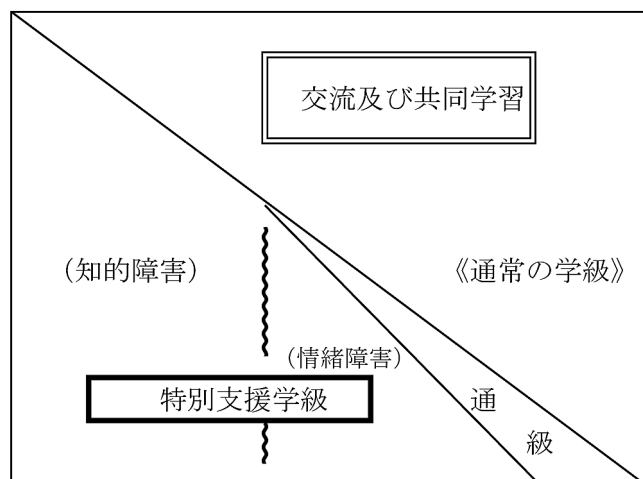 交流及び共同学習
（知的障害）
《通常の学級》
（情緒障害）
特別支援学級
通
級